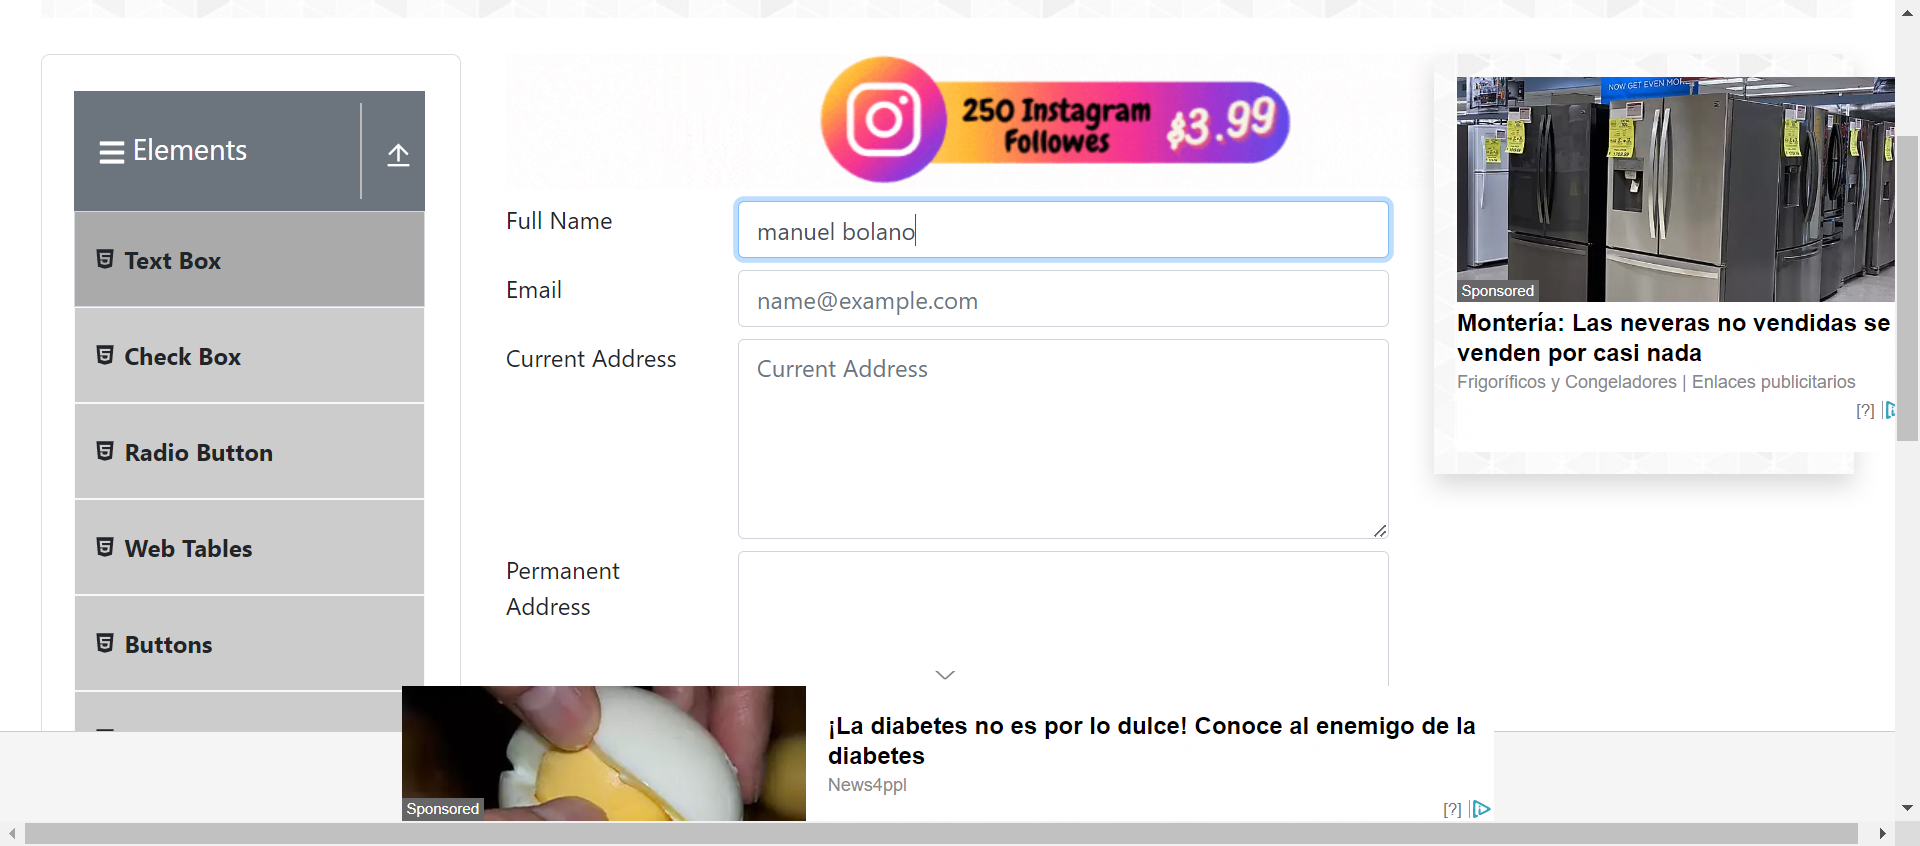 Elements
Text Box
Check Box
Radio Button
Web Tables
Buttons
250 Instagram
Followes
$3.99
Full Name
manuel bolano
Email
name@example.com
Current Address
Current Address
Permanent
Address
NOW GET EVEN MOR
Sponsored
Montería: Las neveras no vendidas se
venden por casi nada
Frigoríficos y Congeladores | Enlaces publicitarios
[?]
Sponsored
¡La diabetes no es por lo dulce! Conoce al enemigo de la
diabetes
News4ppl
[?]